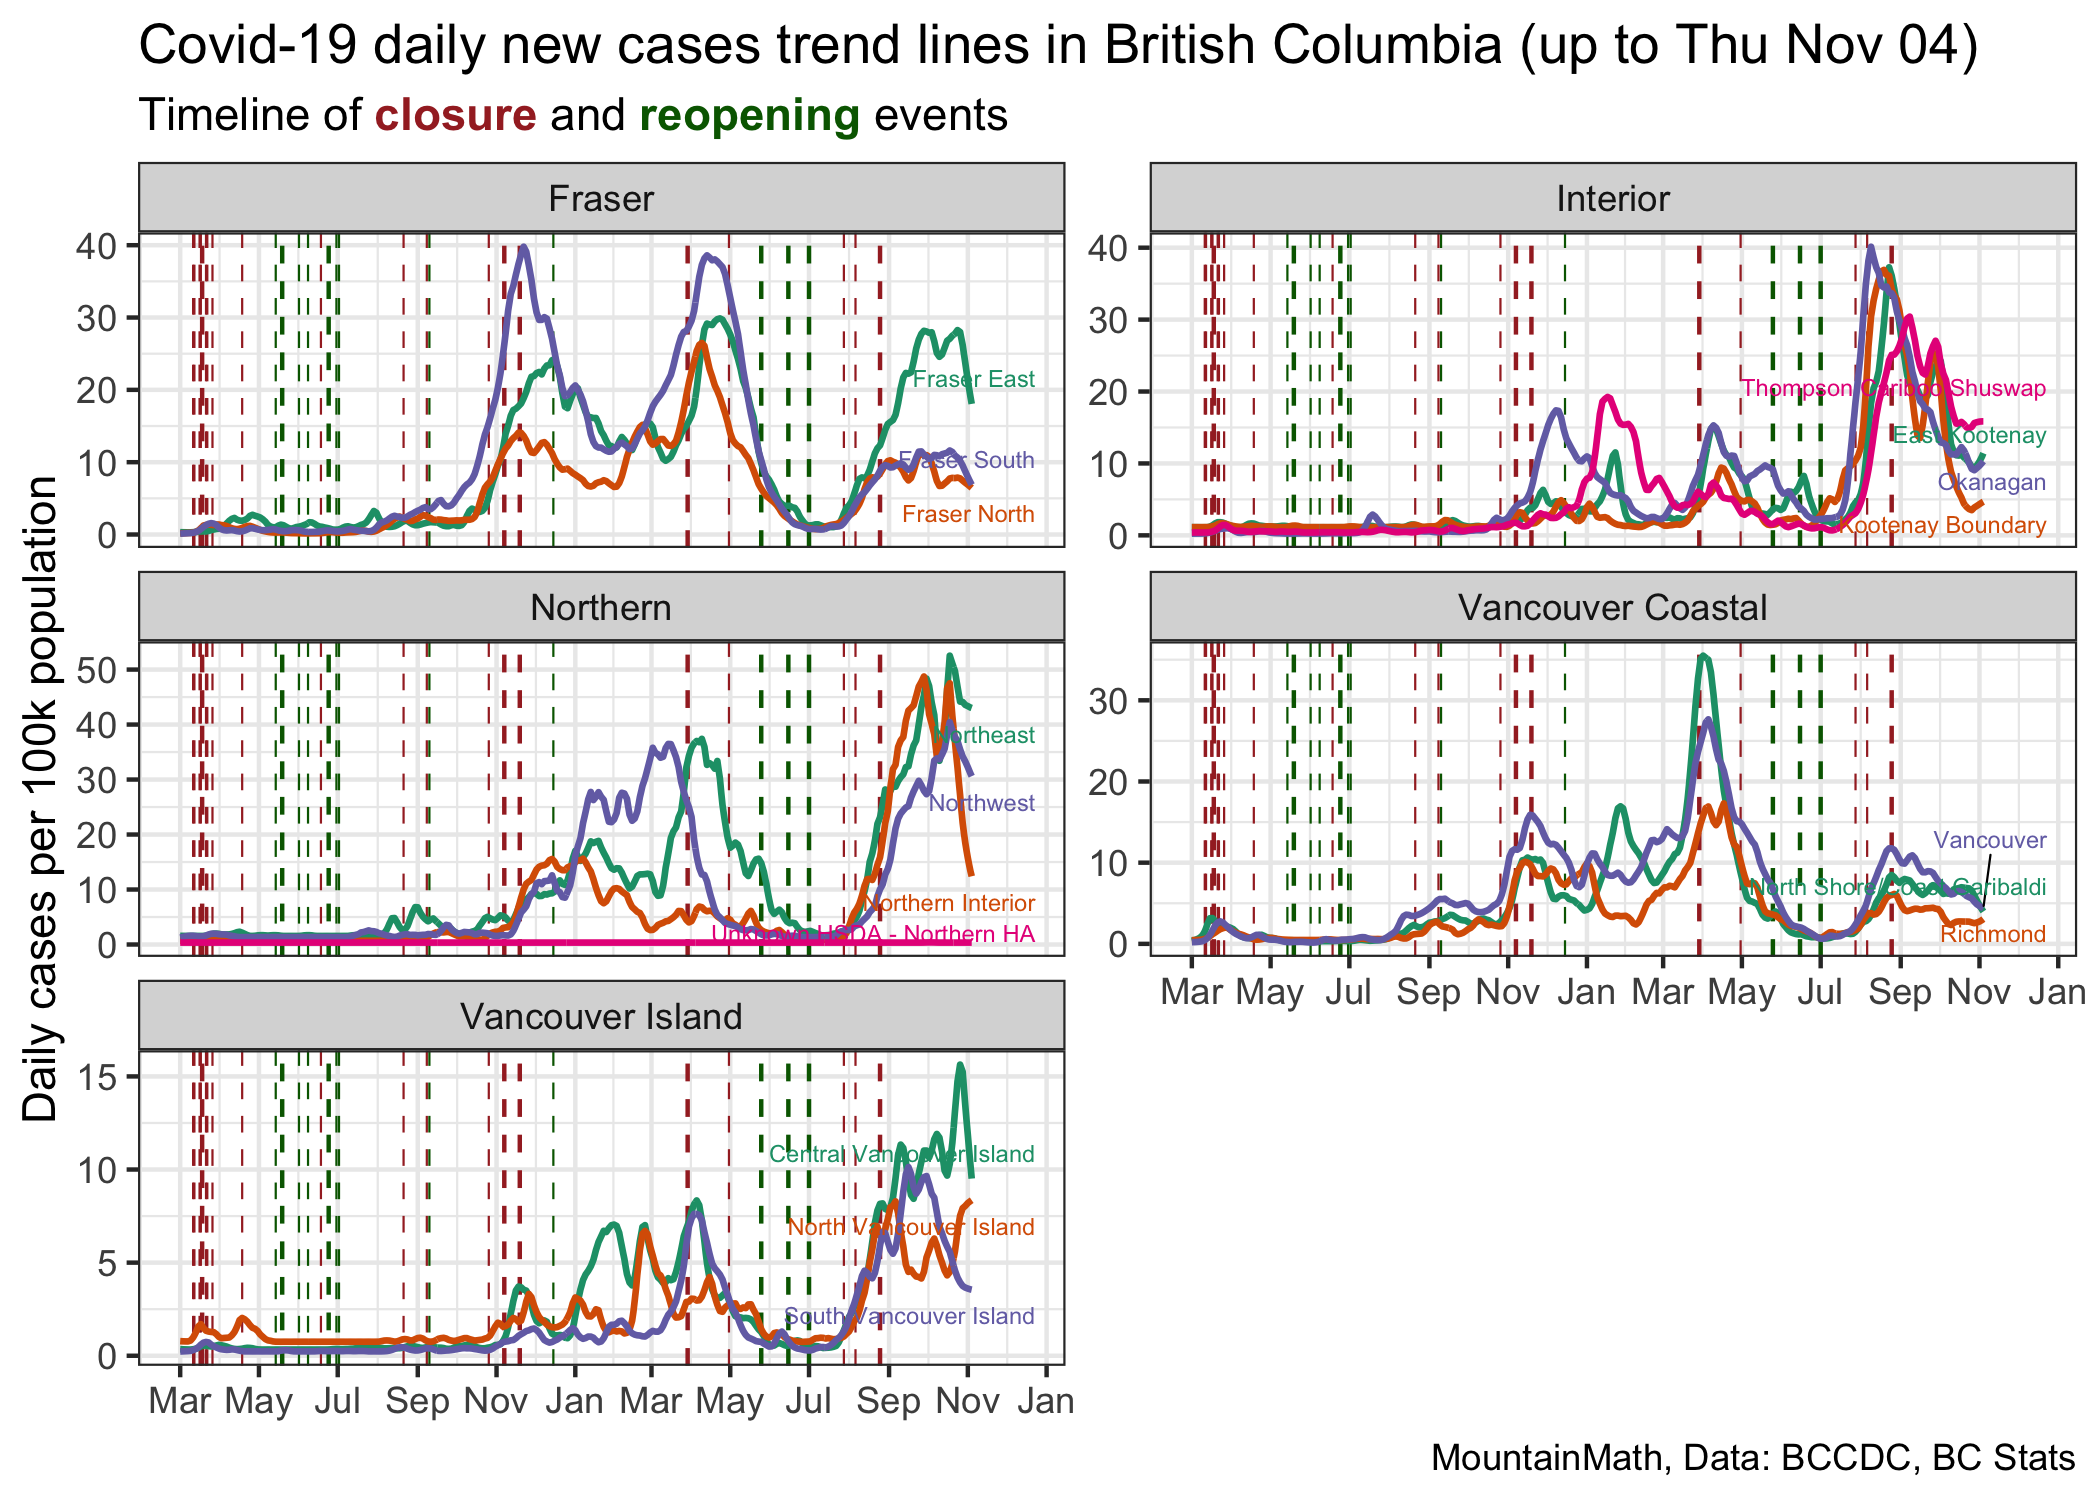 Covid-19 daily new cases trend lines in British Columbia (up to Thu Nov 04)
Timeline of closure and reopening events
Daily cases per 100k population
Fraser
40
30
20
10
0
Fraser East
Fraser South
Fraser North
Interior
40
30
20
10
0
Thompson Cariboo Shuswap
East Kootenay
Okanagan
Kootenay Boundary
Northern
50
40
30
20
10
0
Northeast
Northwest
Northern Interior
Unknown HSDA - Northern HA
Vancouver Coastal
30
20
10
0
Vancouver
North Shore/Coast Garibaldi
Richmond
Mar May Jul Sep Nov Jan Mar May Jul Sep Nov Jan
Vancouver Island
15
10
5
0
Central Vancouver Island
North Vancouver Island
South Vancouver Island
Mar May Jul Sep Nov Jan Mar May Jul Sep Nov Jan
MountainMath, Data: BCCDC, BC Stats